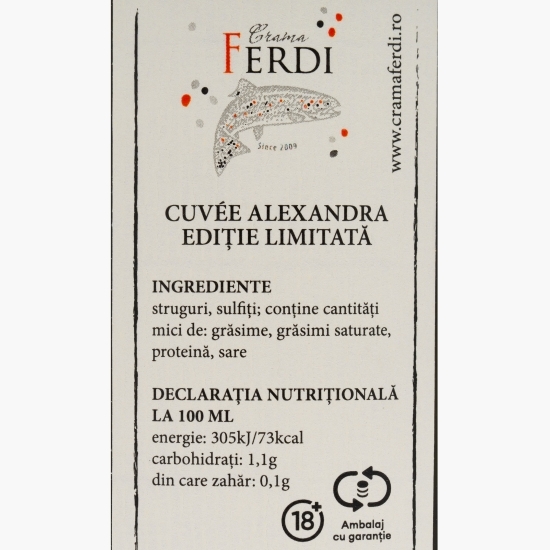 Crama
FERDI
Since 2009
www.cramaferdi.ro
CUVÉE ALEXANDRA
EDIȚIE LIMITATĂ
INGREDIENTE
struguri, sulfiți; conține cantități
mici de: grăsime, grăsimi saturate,
proteină, sare
DECLARAȚIA NUTRIȚIONALĂ
LA 100 ML
energie: 305kJ/73kcal
carbohidrați: 1,1g
din care zahăr: 0,1g
18+
Ambalaj
cu garanție